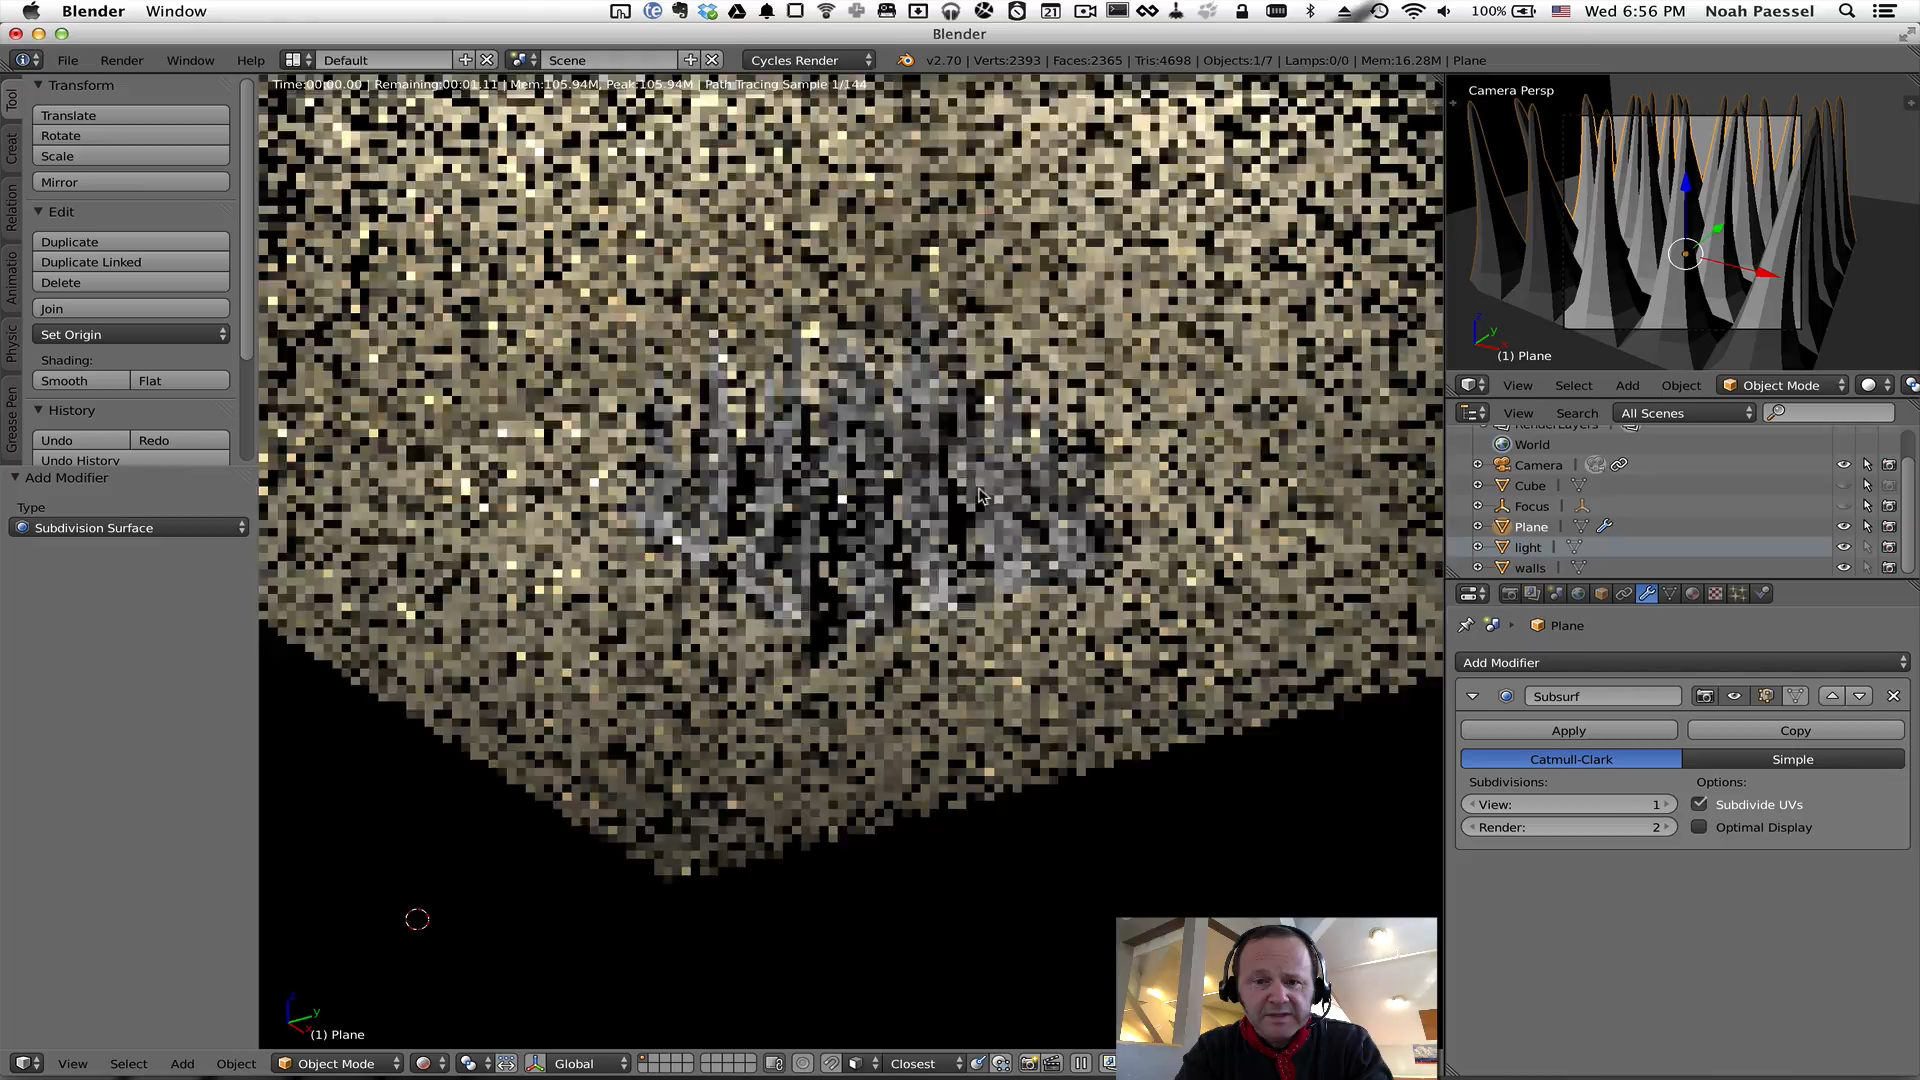 Blender Window 21 100% Wed 6:56 PM Noah Paessel
Blender
File Render Window Help Default Scene Cycles Render v2.70 | Verts:2393 | Faces:2365 | Tris:4698 | Objects:1/7 | Lamps:0/0 | Mem:16.28M | Plane
Time:00:00.00 | Remaining:00:01.11 | Mem:105.94M, Peak:105.94M | Path Tracing Sample 1/144
Tool
Creat
Relation
Animatio
Physic
Grease Pen
Transform
Translate
Rotate
Scale
Mirror
Edit
Duplicate
Duplicate Linked
Delete
Join
Set Origin
Shading:
Smooth Flat
History
Undo Redo
Undo History
Add Modifier
Type
Subdivision Surface
z y x
(1) Plane
View Select Add Object Object Mode Global Closest
Camera Persp
z y x
(1) Plane
View Select Add Object Object Mode
View Search All Scenes
RenderLayers
World
Camera
Cube
Focus
Plane
light
walls
Plane
Add Modifier
Subsurf
Apply Copy
Catmull-Clark Simple
Subdivisions: Options:
View: 1 Subdivide UVs
Render: 2 Optimal Display